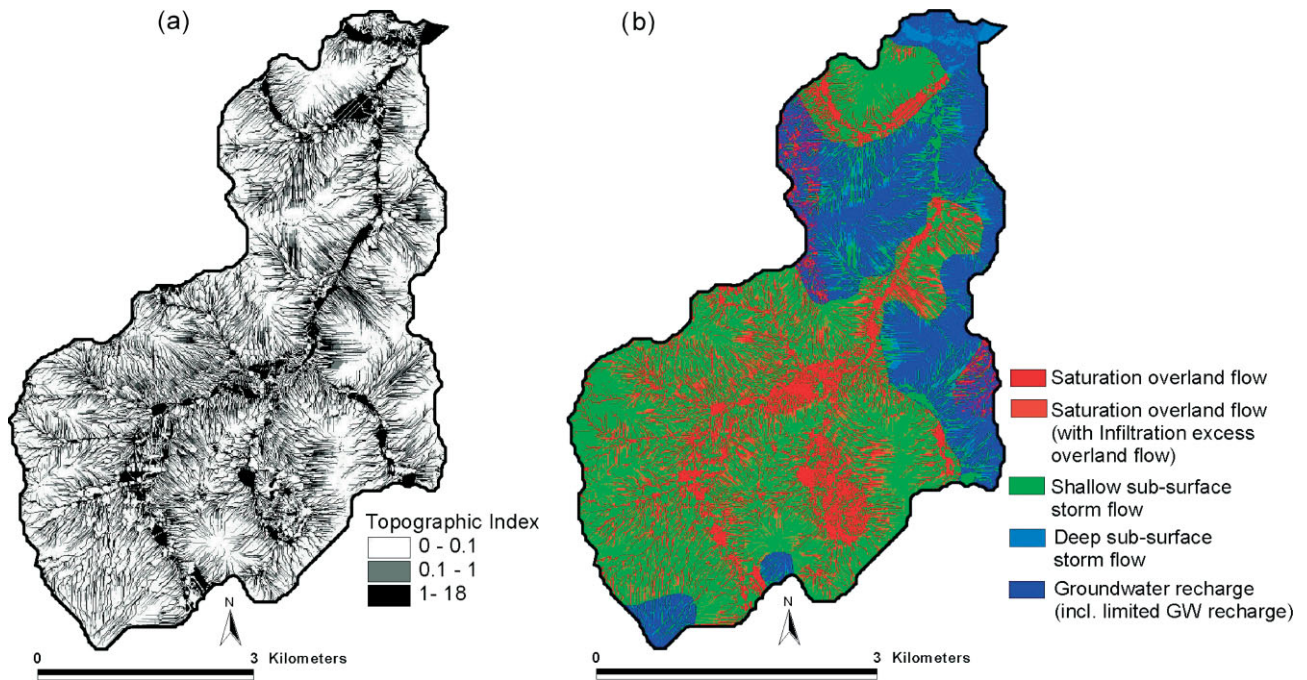 (a)
(b)
Topographic Index
0 - 0.1
0.1 - 1
1- 18
N
0 3 Kilometers
Saturation overland flow
Saturation overland flow
(with Infiltration excess
overland flow)
Shallow sub-surface
storm flow
Deep sub-surface
storm flow
Groundwater recharge
(incl. limited GW recharge)
N
0 3 Kilometers